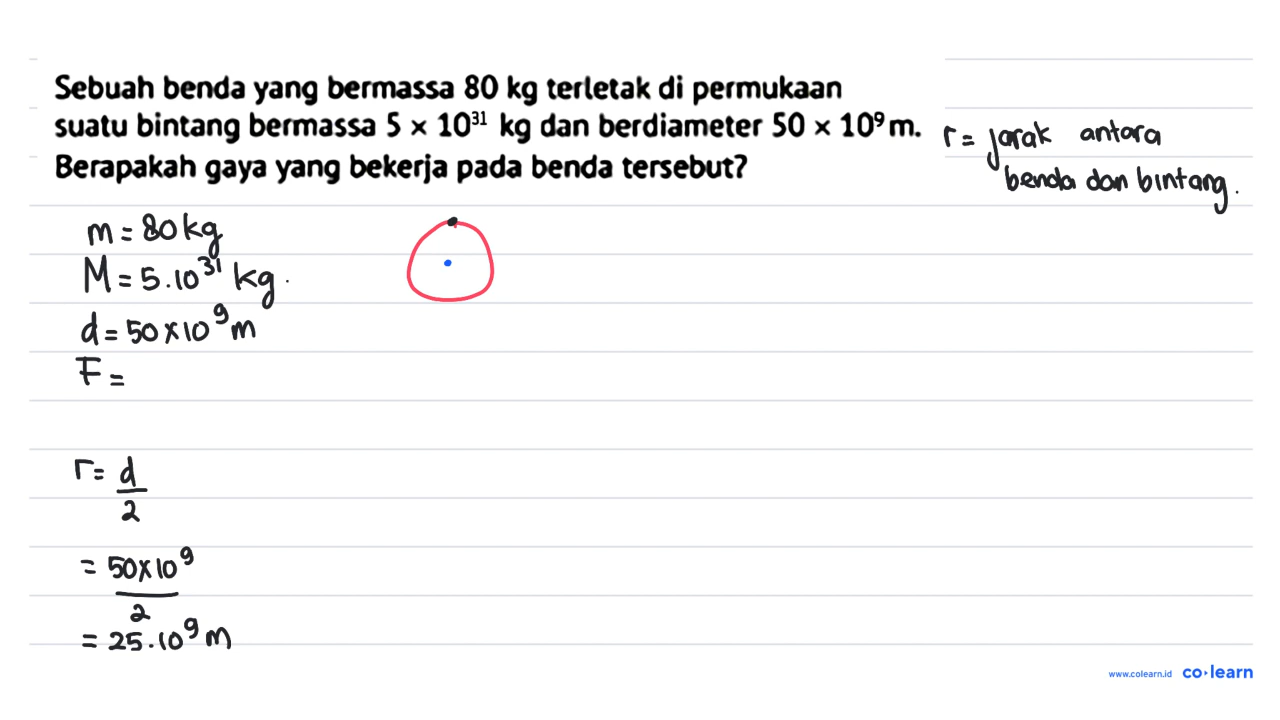 Sebuah benda yang bermassa 80 kg terletak di permukaan
suatu bintang bermassa 5 × 10³¹ kg dan berdiameter 50 × 10⁹ m.
Berapakah gaya yang bekerja pada benda tersebut?
r = jarak antara
benda dan bintang.
m = 80 kg
M = 5.10³¹ kg.
d = 50×10⁹ m
F =
r = d/2
= 50×10⁹/2
= 25.10⁹ m
www.colearn.id co·learn